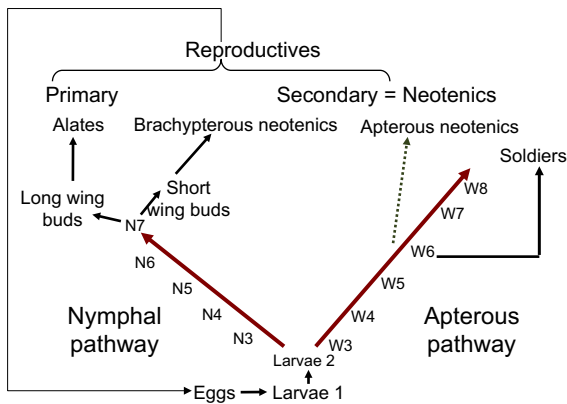 Reproductives
Primary
Secondary = Neotenics
Alates
Brachypterous neotenics
Apterous neotenics
Soldiers
Long wing
buds
Short
wing buds
N7
N6
N5
N4
N3
W8
W7
W6
W5
W4
W3
Nymphal
pathway
Apterous
pathway
Larvae 2
Eggs
Larvae 1